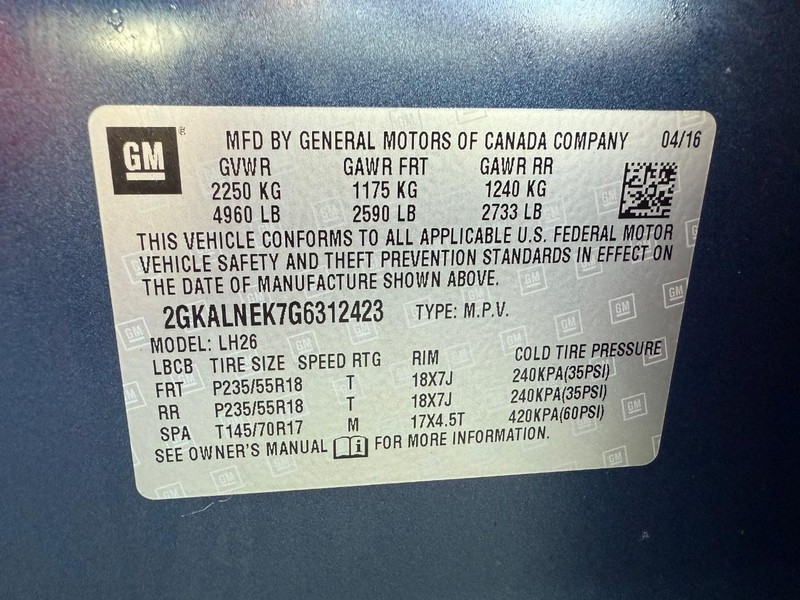 GM® MFD BY GENERAL MOTORS OF CANADA COMPANY 04/16
GVWR GAWR FRT GAWR RR
2250 KG 1175 KG 1240 KG
4960 LB 2590 LB 2733 LB
THIS VEHICLE CONFORMS TO ALL APPLICABLE U.S. FEDERAL MOTOR
VEHICLE SAFETY AND THEFT PREVENTION STANDARDS IN EFFECT ON
THE DATE OF MANUFACTURE SHOWN ABOVE.
2GKALNEK7G6312423 TYPE: M.P.V.
MODEL: LH26
LBCB TIRE SIZE SPEED RTG RIM COLD TIRE PRESSURE
FRT P235/55R18 T 18X7J 240KPA(35PSI)
RR P235/55R18 T 18X7J 240KPA(35PSI)
SPA T145/70R17 M 17X4.5T 420KPA(60PSI)
SEE OWNER'S MANUAL i FOR MORE INFORMATION.